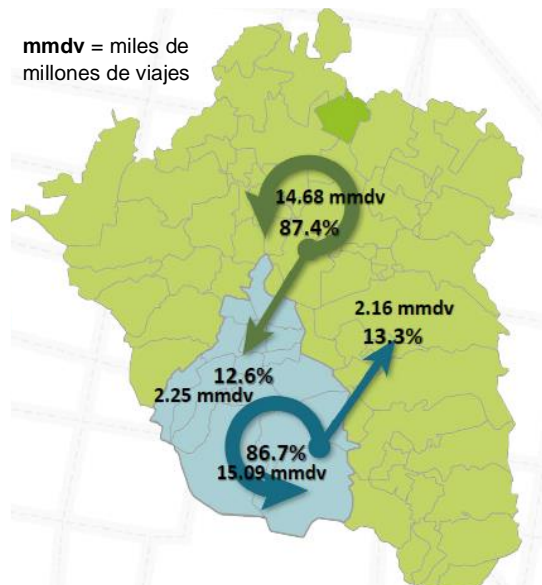 mmdv = miles de
millones de viajes
14.68 mmdv
87.4%
2.16 mmdv
13.3%
12.6%
2.25 mmdv
86.7%
15.09 mmdv